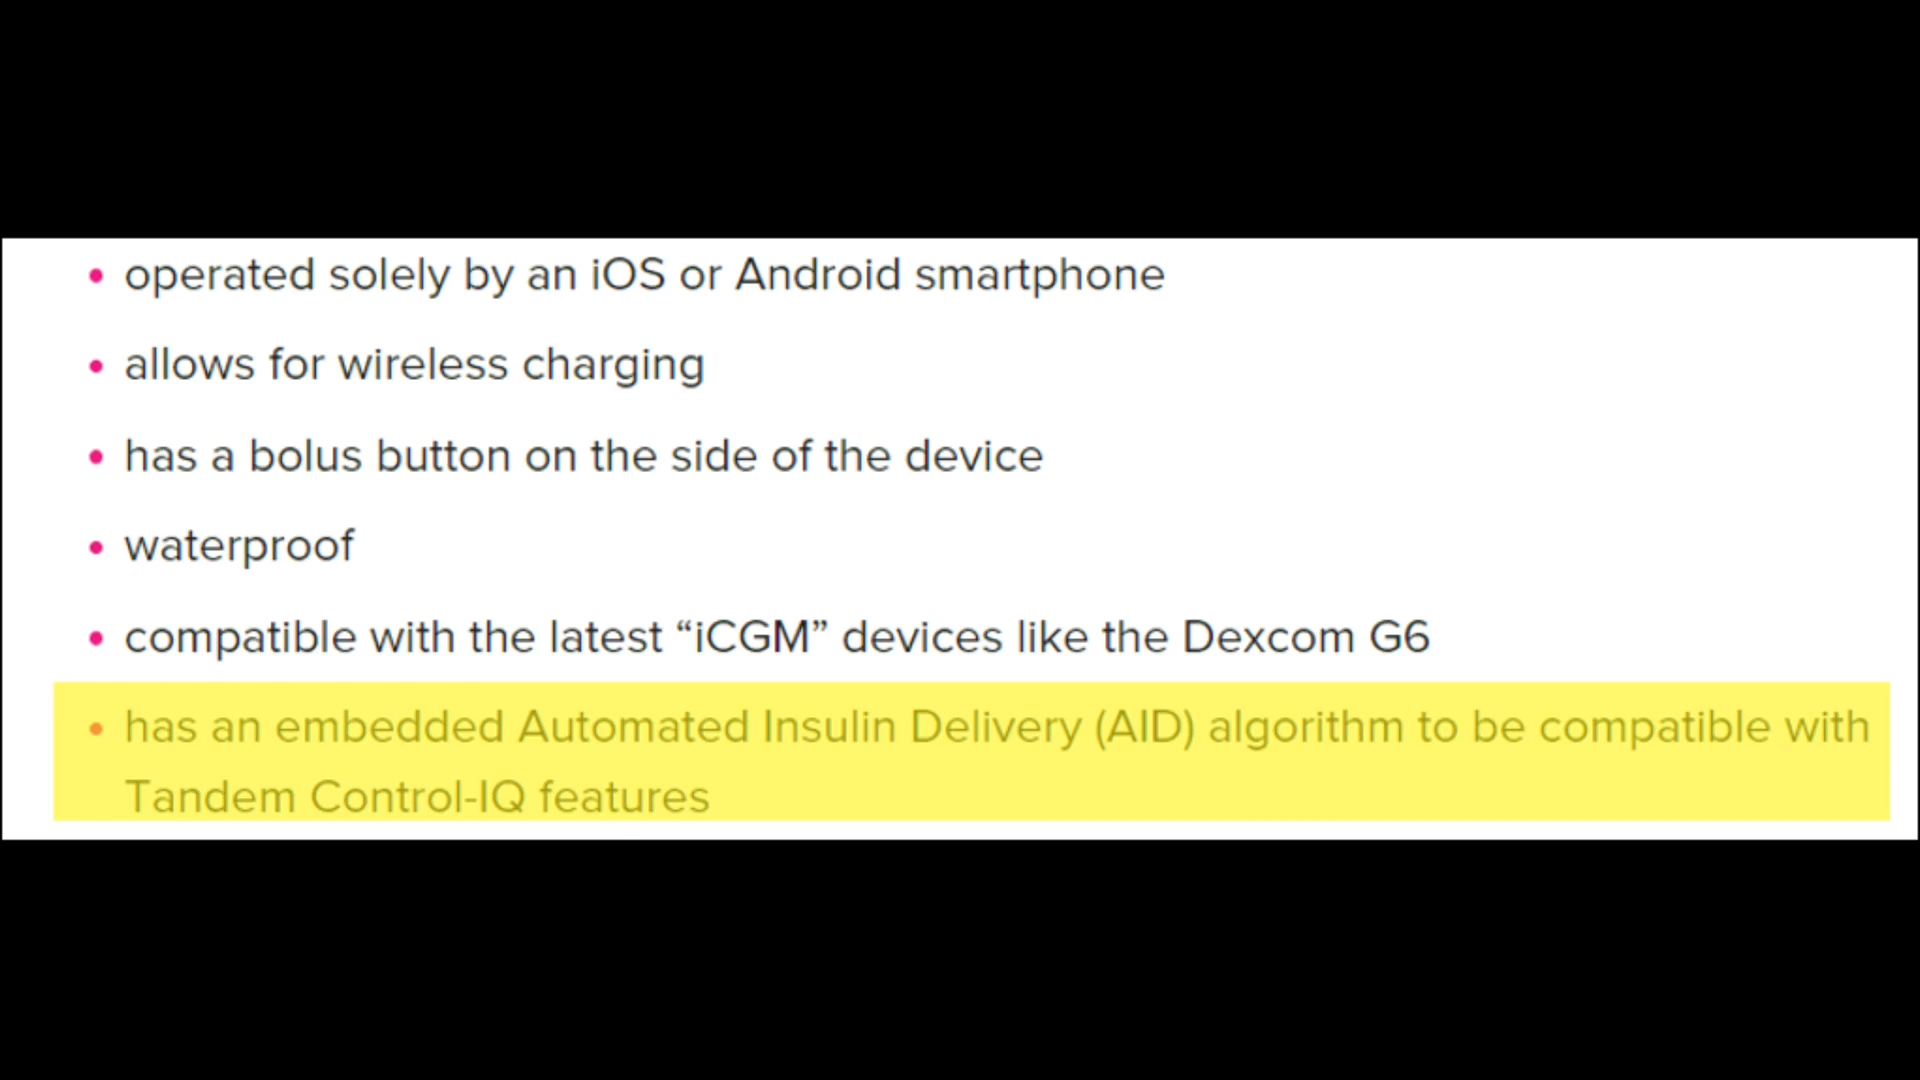 • operated solely by an iOS or Android smartphone
• allows for wireless charging
• has a bolus button on the side of the device
• waterproof
• compatible with the latest “iCGM” devices like the Dexcom G6
• has an embedded Automated Insulin Delivery (AID) algorithm to be compatible with
Tandem Control-IQ features